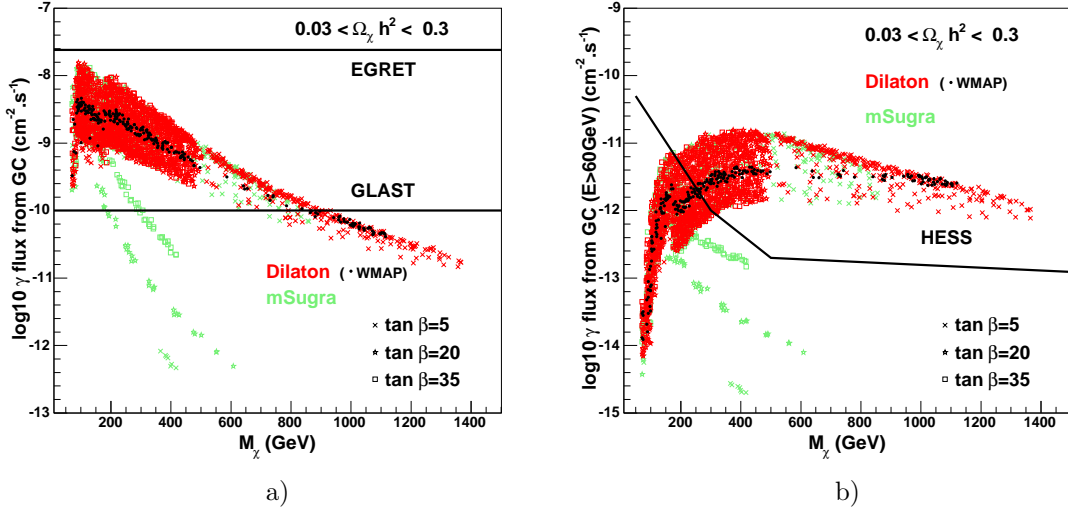 0.03 < Ωχ h² < 0.3
EGRET
GLAST
Dilaton (·WMAP)
mSugra
tan β=5
tan β=20
tan β=35
log10 γ flux from GC (cm⁻².s⁻¹)
-7
-8
-9
-10
-11
-12
-13
200 400 600 800 1000 1200 1400
Mχ (GeV)
a)
0.03 < Ωχ h² < 0.3
Dilaton (·WMAP)
mSugra
HESS
tan β=5
tan β=20
tan β=35
log10 γ flux from GC (E>60GeV) (cm⁻².s⁻¹)
-9
-10
-11
-12
-13
-14
-15
200 400 600 800 1000 1200 1400
Mχ (GeV)
b)